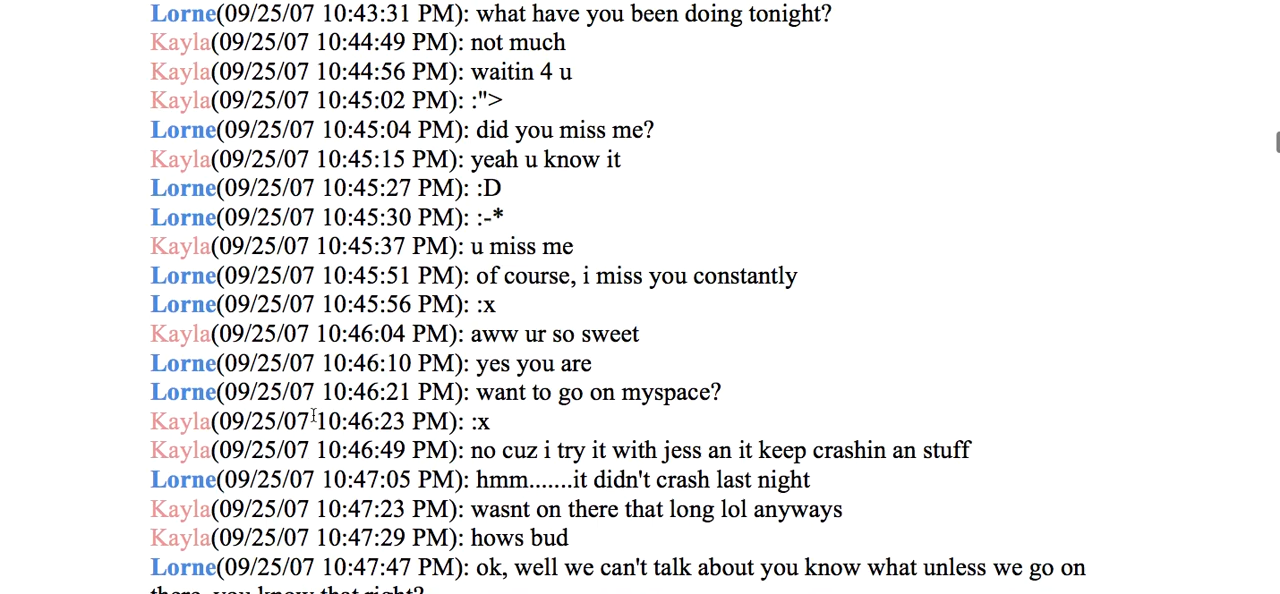 Lorne(09/25/07 10:43:31 PM): what have you been doing tonight?
Kayla(09/25/07 10:44:49 PM): not much
Kayla(09/25/07 10:44:56 PM): waitin 4 u
Kayla(09/25/07 10:45:02 PM): :">
Lorne(09/25/07 10:45:04 PM): did you miss me?
Kayla(09/25/07 10:45:15 PM): yeah u know it
Lorne(09/25/07 10:45:27 PM): :D
Lorne(09/25/07 10:45:30 PM): :-*
Kayla(09/25/07 10:45:37 PM): u miss me
Lorne(09/25/07 10:45:51 PM): of course, i miss you constantly
Lorne(09/25/07 10:45:56 PM): :x
Kayla(09/25/07 10:46:04 PM): aww ur so sweet
Lorne(09/25/07 10:46:10 PM): yes you are
Lorne(09/25/07 10:46:21 PM): want to go on myspace?
Kayla(09/25/07 10:46:23 PM): :x
Kayla(09/25/07 10:46:49 PM): no cuz i try it with jess an it keep crashin an stuff
Lorne(09/25/07 10:47:05 PM): hmm.......it didn't crash last night
Kayla(09/25/07 10:47:23 PM): wasnt on there that long lol anyways
Kayla(09/25/07 10:47:29 PM): hows bud
Lorne(09/25/07 10:47:47 PM): ok, well we can't talk about you know what unless we go on
there, you know that right?